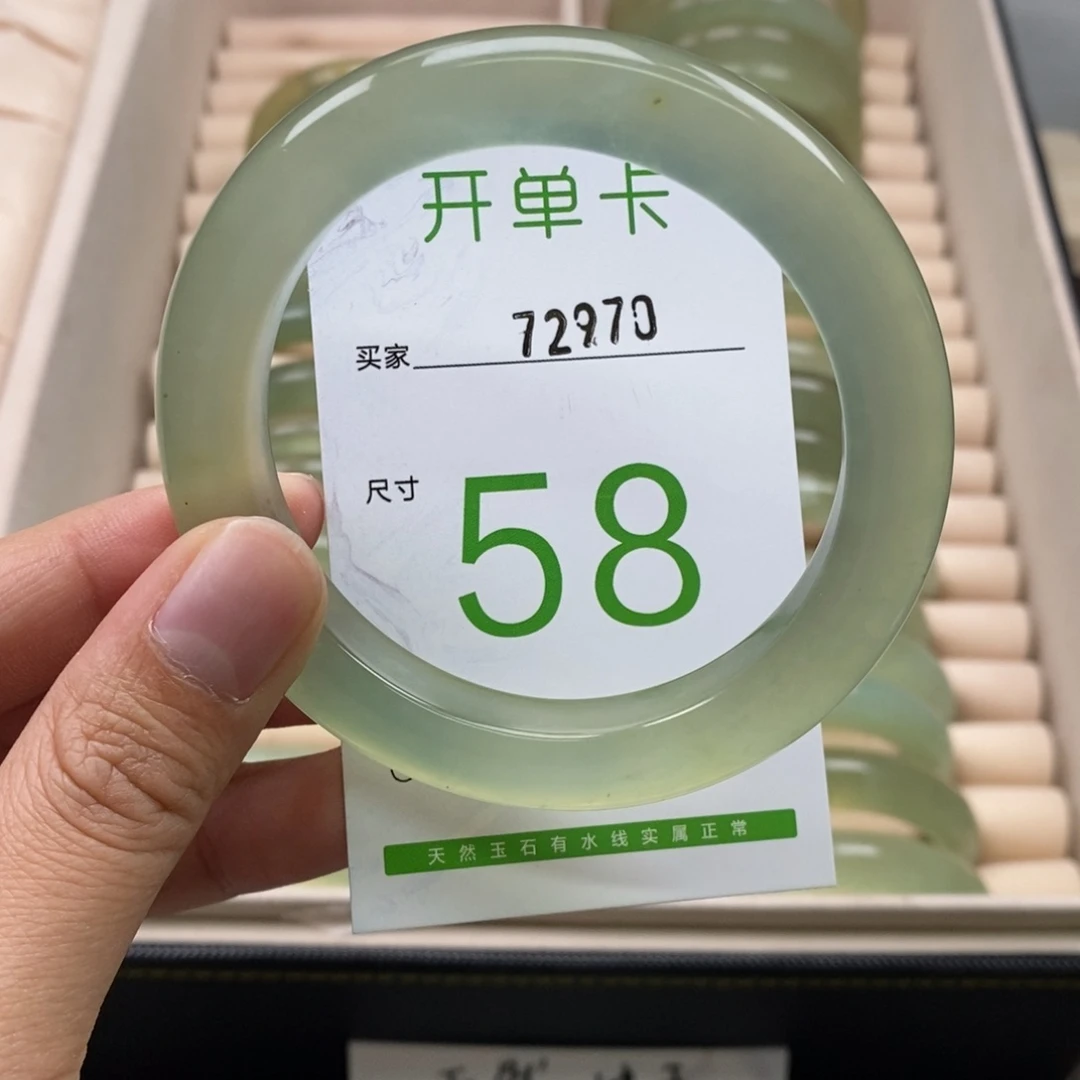 开单卡
买家 72970
尺寸 58
天然玉石有水线实属正常